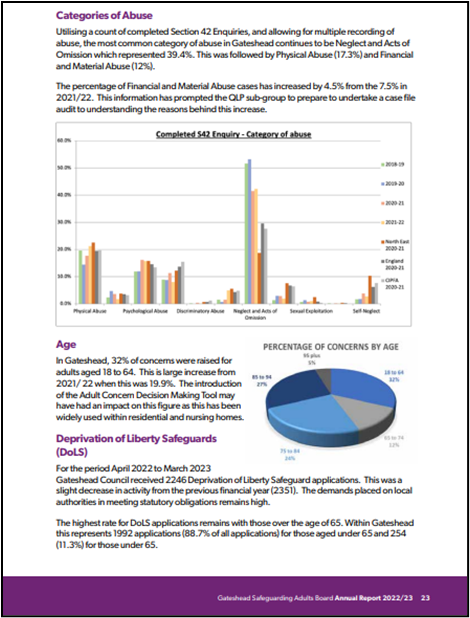 Categories of Abuse
Utilising a count of completed Section 42 Enquiries, and allowing for multiple recording of
abuse, the most common category of abuse in Gateshead continues to be Neglect and Acts of
Omission which represented 39.4%. This was followed by Physical Abuse (17.3%) and Financial
and Material Abuse (12%).
The percentage of Financial and Material Abuse cases has increased by 4.5% from the 7.5% in
2021/22. This information has prompted the QLP sub-group to prepare to undertake a case file
audit to understanding the reasons behind this increase.
Completed S42 Enquiry - Category of abuse
60.0%
50.0%
40.0%
30.0%
20.0%
10.0%
0.0%
Physical Abuse
Psychological Abuse
Discriminatory Abuse
Neglect and Acts of
Omission
Sexual Exploitation
Self-Neglect
2018-19
2019-20
2020-21
2021-22
North East
2020-21
England
2020-21
CIPFA
2020-21
Age
In Gateshead, 32% of concerns were raised for
adults aged 18 to 64. This is large increase from
2021/ 22 when this was 19.9%. The introduction
of the Adult Concern Decision Making Tool may
have had an impact on this figure as this has been
widely used within residential and nursing homes.
PERCENTAGE OF CONCERNS BY AGE
95 plus
5%
18 to 64
32%
65 to 74
12%
75 to 84
24%
85 to 94
27%
Deprivation of Liberty Safeguards
(DoLS)
For the period April 2022 to March 2023
Gateshead Council received 2246 Deprivation of Liberty Safeguard applications. This was a
slight decrease in activity from the previous financial year (2351). The demands placed on local
authorities in meeting statutory obligations remains high.
The highest rate for DoLS applications remains with those over the age of 65. Within Gateshead
this represents 1992 applications (88.7% of all applications) for those aged under 65 and 254
(11.3%) for those under 65.
Gateshead Safeguarding Adults Board Annual Report 2022/23 23